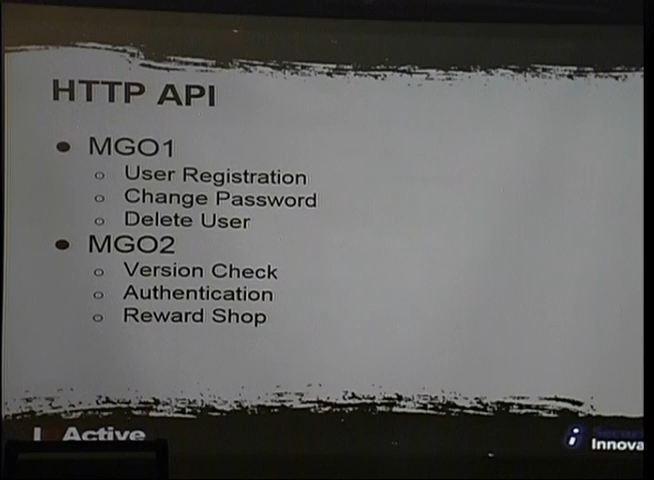 HTTP API
● MGO1
○ User Registration
○ Change Password
○ Delete User
● MGO2
○ Version Check
○ Authentication
○ Reward Shop
Active
Innova